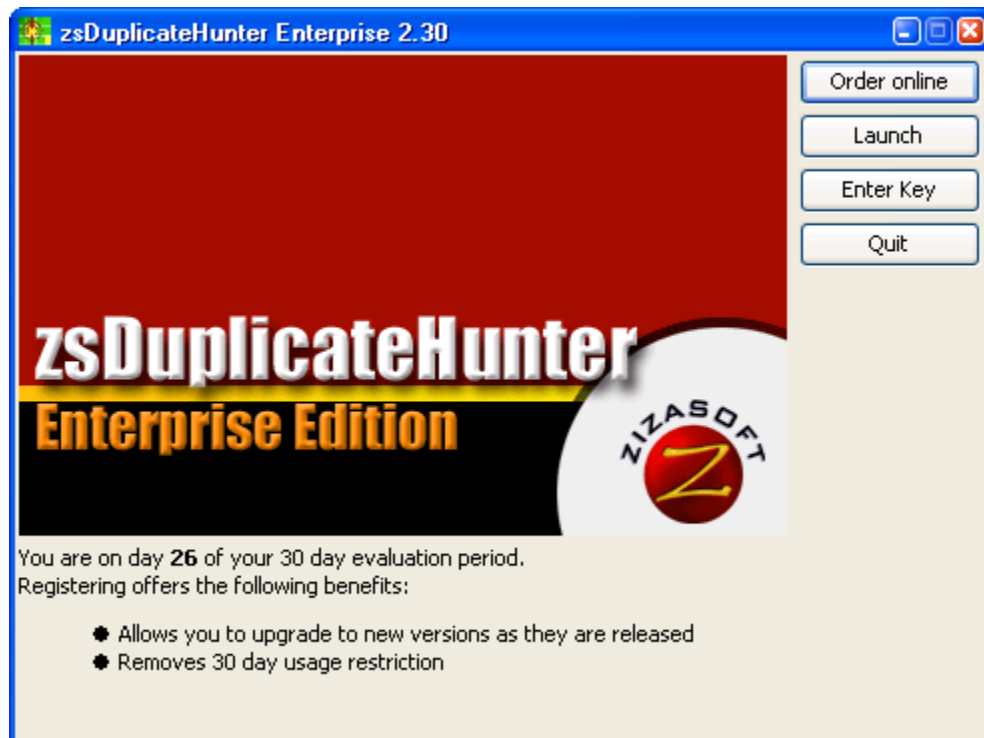 zsDuplicateHunter Enterprise 2.30
Order online
Launch
Enter Key
Quit
zsDuplicateHunter
Enterprise Edition
ZIZASOFT
Z
You are on day 26 of your 30 day evaluation period.
Registering offers the following benefits:
Allows you to upgrade to new versions as they are released
Removes 30 day usage restriction